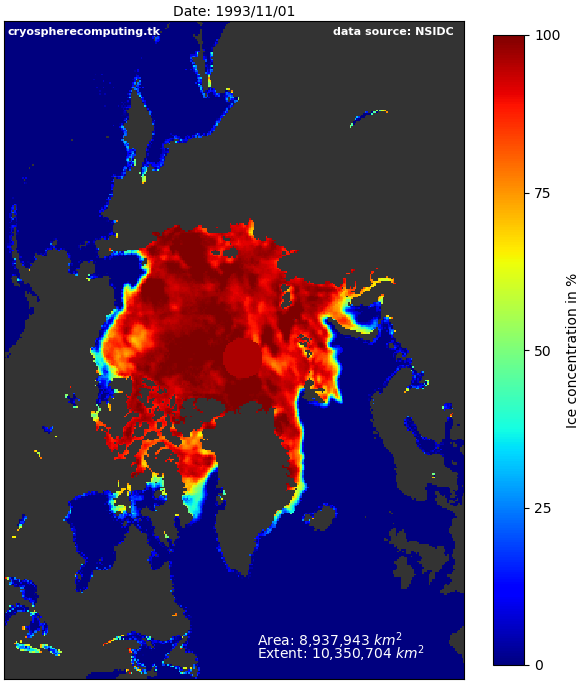 Date: 1993/11/01
cryospherecomputing.tk
data source: NSIDC
100
75
50
25
0
Ice concentration in %
Area: 8,937,943 km²
Extent: 10,350,704 km²